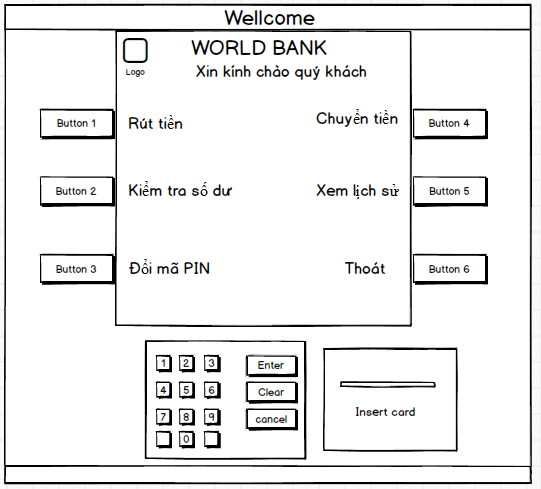 Wellcome
WORLD BANK
Logo
Xin kính chào quý khách
Button 1
Rút tiền
Chuyển tiền
Button 4
Button 2
Kiểm tra số dư
Xem lịch sử
Button 5
Button 3
Đổi mã PIN
Thoát
Button 6
1 2 3 Enter
4 5 6 Clear
7 8 9 cancel
0
Insert card